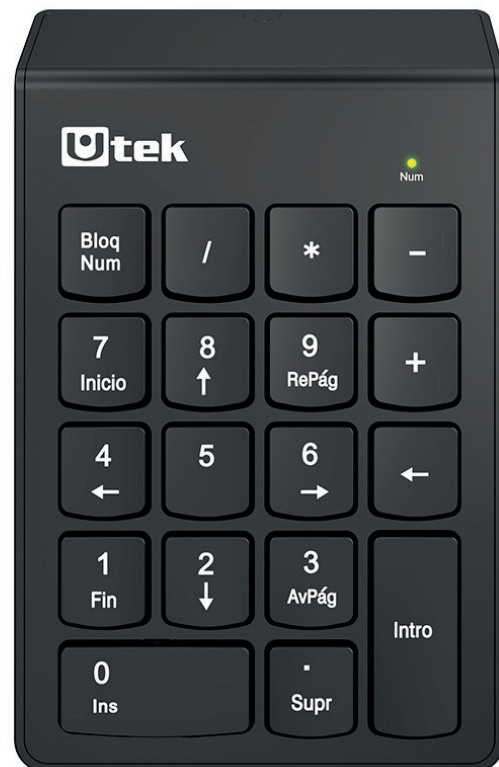 Utek
Num
Bloq
Num
/
*
-
7
Inicio
8
↑
9
RePág
+
4
←
5
6
→
←
1
Fin
2
↓
3
AvPág
Intro
0
Ins
.
Supr